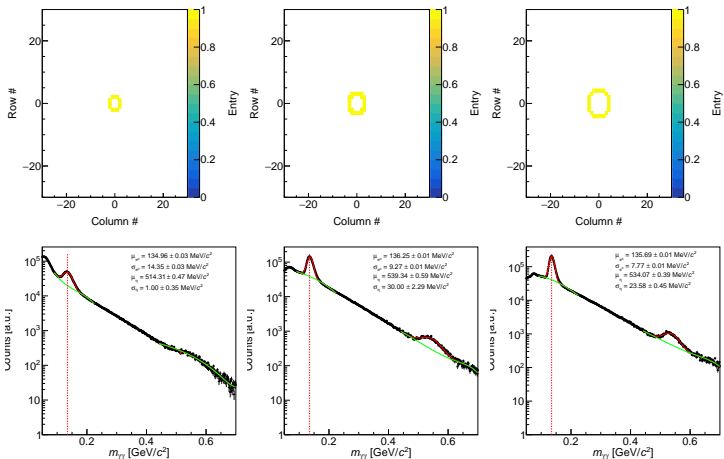 20
0
−20
Row #
−20
0
20
Column #
1
0.8
0.6
0.4
0.2
0
Entry
20
0
−20
Row #
−20
0
20
Column #
1
0.8
0.6
0.4
0.2
0
Entry
20
0
−20
Row #
−20
0
20
Column #
1
0.8
0.6
0.4
0.2
0
Entry
μπ⁰ = 134.96 ± 0.03 MeV/c²
σπ⁰ = 14.35 ± 0.03 MeV/c²
μη = 514.31 ± 0.47 MeV/c²
ση = 1.00 ± 0.35 MeV/c²
10⁵
10⁴
10³
10²
10
1
Counts [a.u.]
0.2
0.4
0.6
mγγ [GeV/c²]
μπ⁰ = 136.25 ± 0.01 MeV/c²
σπ⁰ = 9.27 ± 0.01 MeV/c²
μη = 539.34 ± 0.59 MeV/c²
ση = 30.00 ± 2.29 MeV/c²
10⁵
10⁴
10³
10²
10
1
Counts [a.u.]
0.2
0.4
0.6
mγγ [GeV/c²]
μπ⁰ = 135.69 ± 0.01 MeV/c²
σπ⁰ = 7.77 ± 0.01 MeV/c²
μη = 534.07 ± 0.39 MeV/c²
ση = 23.58 ± 0.45 MeV/c²
10⁵
10⁴
10³
10²
10
1
Counts [a.u.]
0.2
0.4
0.6
mγγ [GeV/c²]